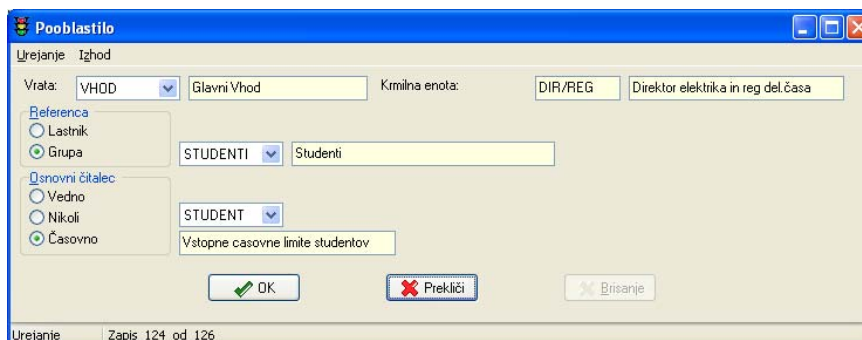 Pooblastilo
Urejanje Izhod
Vrata: VHOD Glavni Vhod Krmilna enota: DIR/REG Direktor elektrika in reg del.časa
Referenca
Lastnik
Grupa STUDENTI Studenti
Osnovni čitalec
Vedno
Nikoli STUDENT
Časovno Vstopne casovne limite studentov
OK Prekliči Brisanje
Urejanje Zapis 124 od 126